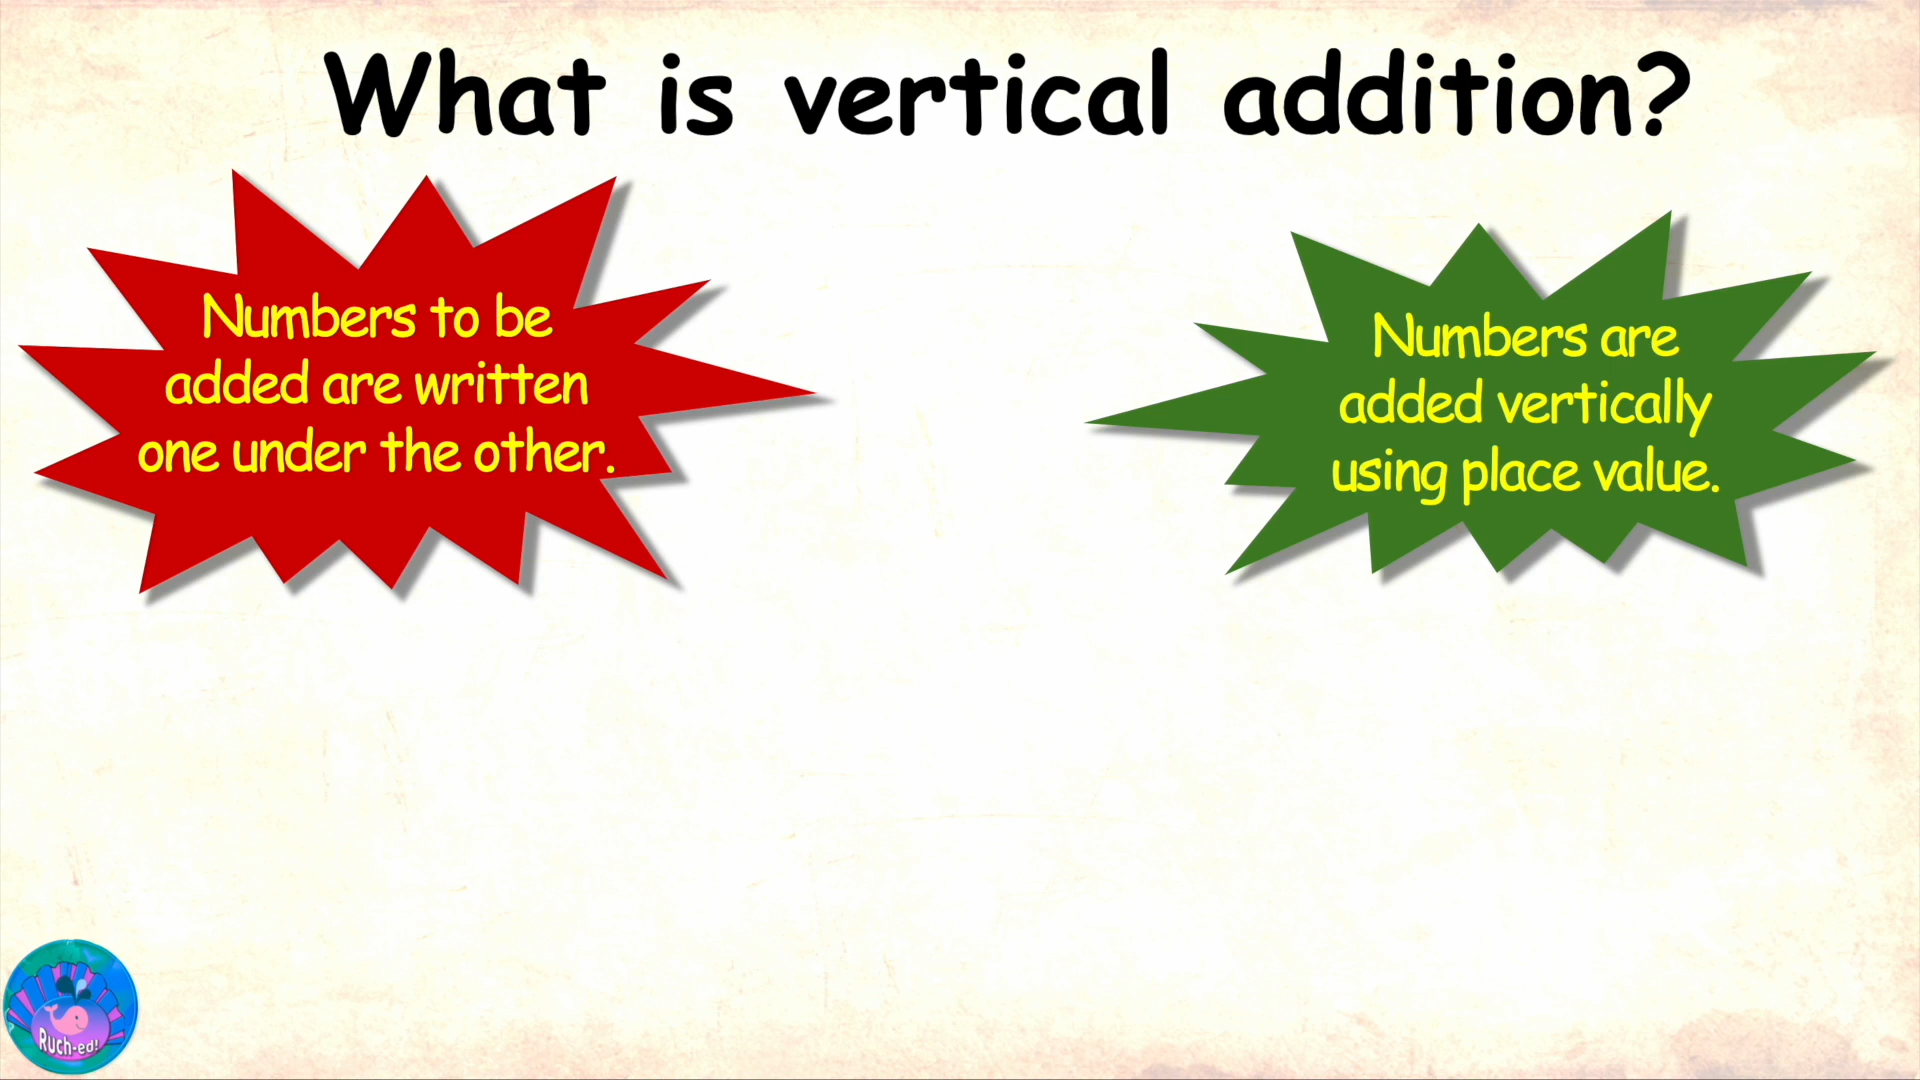 What is vertical addition?
Numbers to be
added are written
one under the other.
Numbers are
added vertically
using place value.
Ruch-ed!